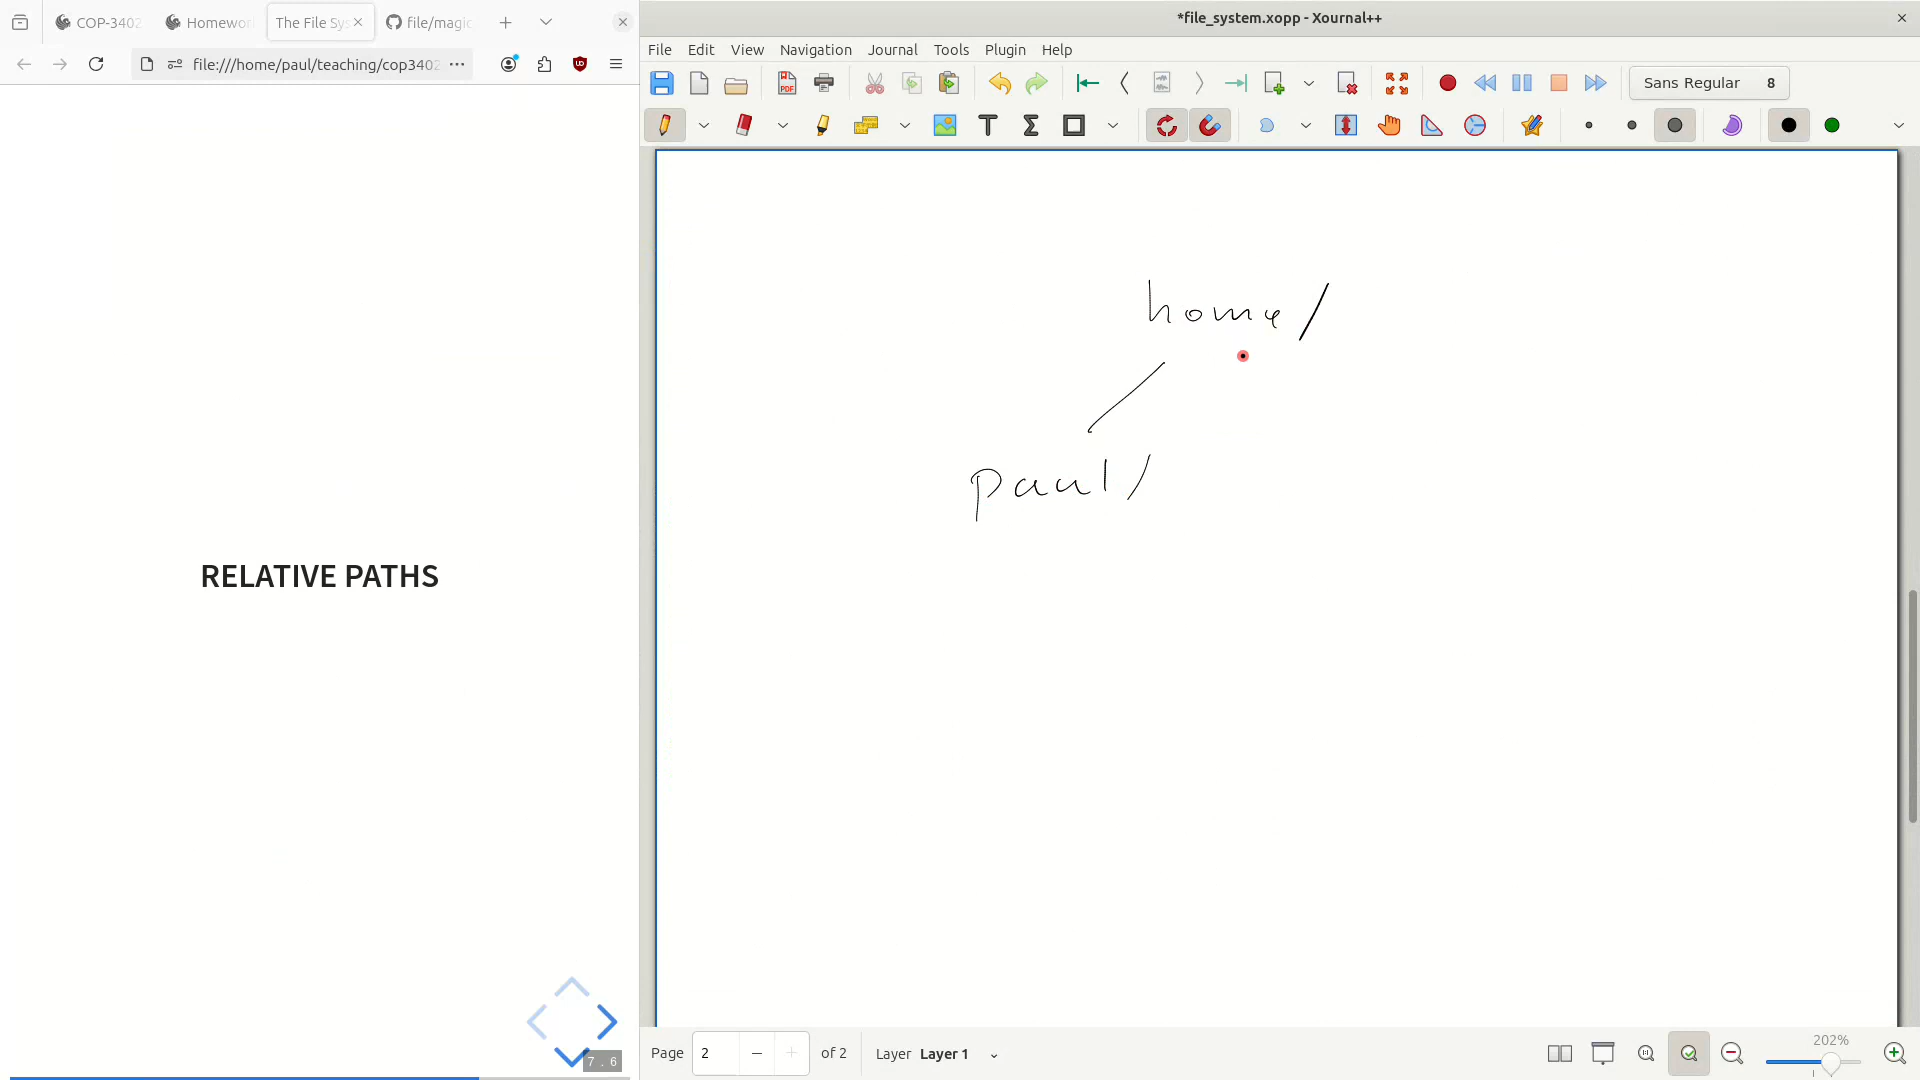 COP-3402
Homewor
The File Sys
file/magic
file:///home/paul/teaching/cop3402
RELATIVE PATHS
7 . 6
*file_system.xopp - Xournal++
File Edit View Navigation Journal Tools Plugin Help
Sans Regular 8
home/
paul/
Page 2 of 2 Layer Layer 1
202%